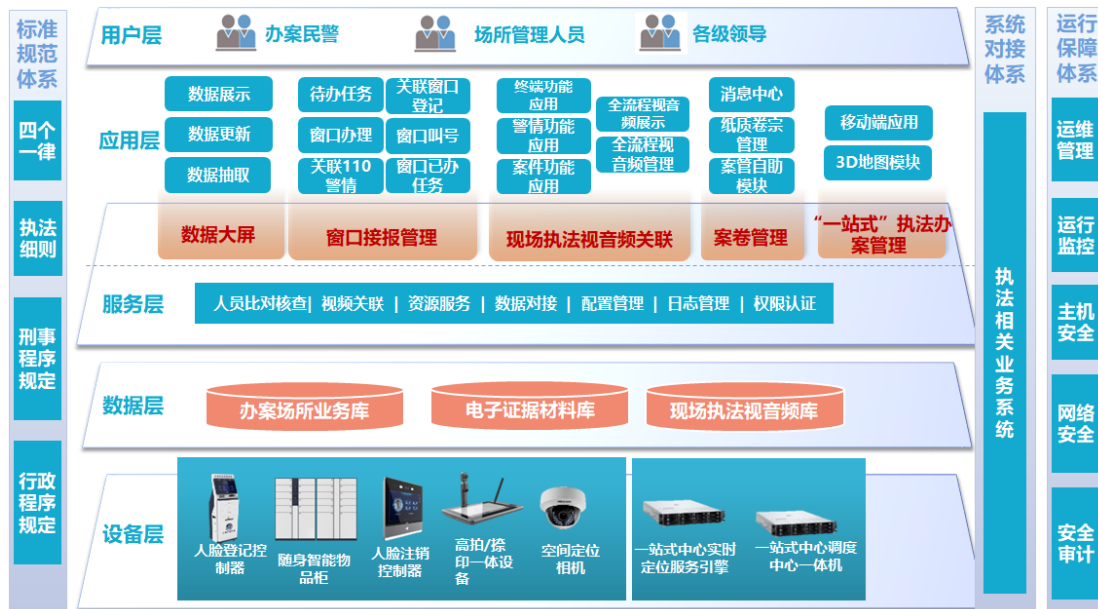 标准
规范
体系
四个
一律
执法
细则
刑事
程序
规定
行政
程序
规定
用户层
办案民警
场所管理人员
各级领导
应用层
数据展示
数据更新
数据抽取
待办任务
窗口办理
关联110
警情
关联窗口
登记
窗口叫号
窗口已办
任务
终端功能
应用
警情功能
应用
案件功能
应用
全流程视音
频展示
全流程视
音频管理
消息中心
纸质卷宗
管理
案管自助
模块
移动端应用
3D地图模块
数据大屏
窗口接报管理
现场执法视音频关联
案卷管理
“一站式”执法办
案管理
服务层
人员比对核查| 视频关联 | 资源服务 | 数据对接 | 配置管理 | 日志管理 | 权限认证
数据层
办案场所业务库
电子证据材料库
现场执法视音频库
设备层
人脸登记控
制器
随身智能物
品柜
人脸注销
控制器
高拍/捺
印一体设
备
空间定位
相机
一站式中心实时
定位服务引擎
一站式中心调度
中心一体机
系统
对接
体系
执
法
相
关
业
务
系
统
运行
保障
体系
运维
管理
运行
监控
主机
安全
网络
安全
安全
审计